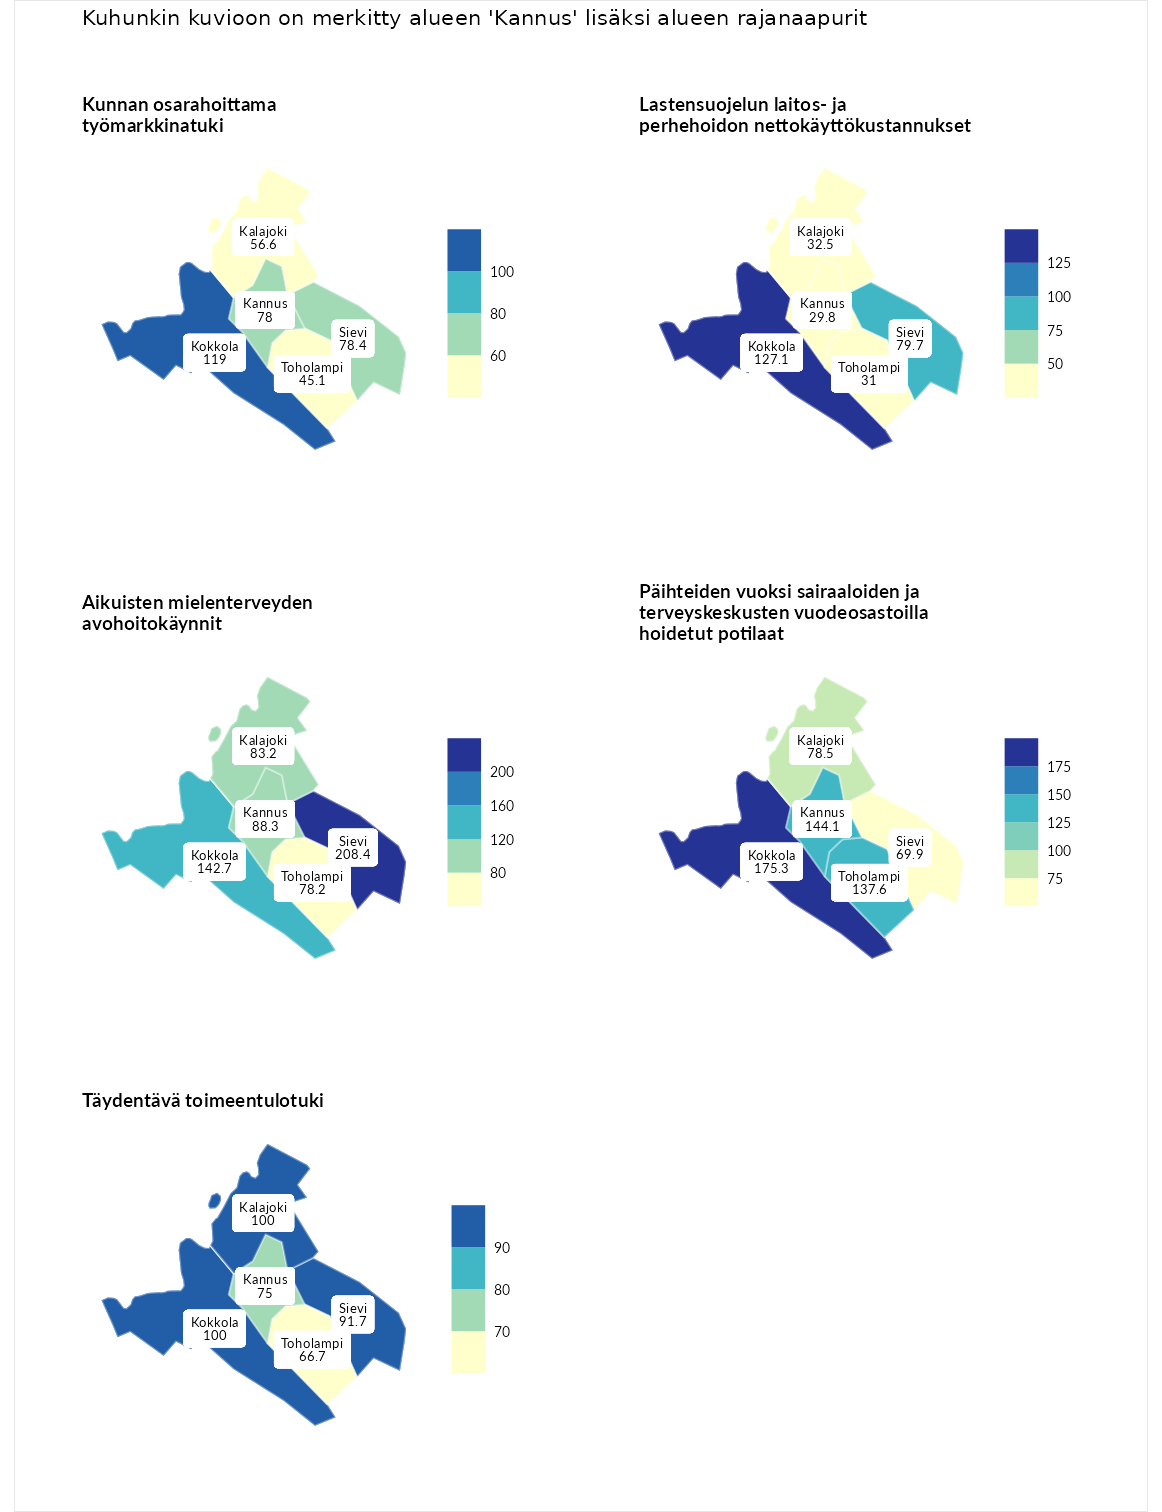 Kuhunkin kuvioon on merkitty alueen 'Kannus' lisäksi alueen rajanaapurit
Kunnan osarahoittama
työmarkkinatuki
Kalajoki
56.6
Kannus
78
Sievi
78.4
Kokkola
119
Toholampi
45.1
100
80
60
Lastensuojelun laitos- ja
perhehoidon nettokäyttökustannukset
Kalajoki
32.5
Kannus
29.8
Sievi
79.7
Kokkola
127.1
Toholampi
31
125
100
75
50
Aikuisten mielenterveyden
avohoitokäynnit
Kalajoki
83.2
Kannus
88.3
Sievi
208.4
Kokkola
142.7
Toholampi
78.2
200
160
120
80
Päihteiden vuoksi sairaaloiden ja
terveyskeskusten vuodeosastoilla
hoidetut potilaat
Kalajoki
78.5
Kannus
144.1
Sievi
69.9
Kokkola
175.3
Toholampi
137.6
175
150
125
100
75
Täydentävä toimeentulotuki
Kalajoki
100
Kannus
75
Sievi
91.7
Kokkola
100
Toholampi
66.7
90
80
70